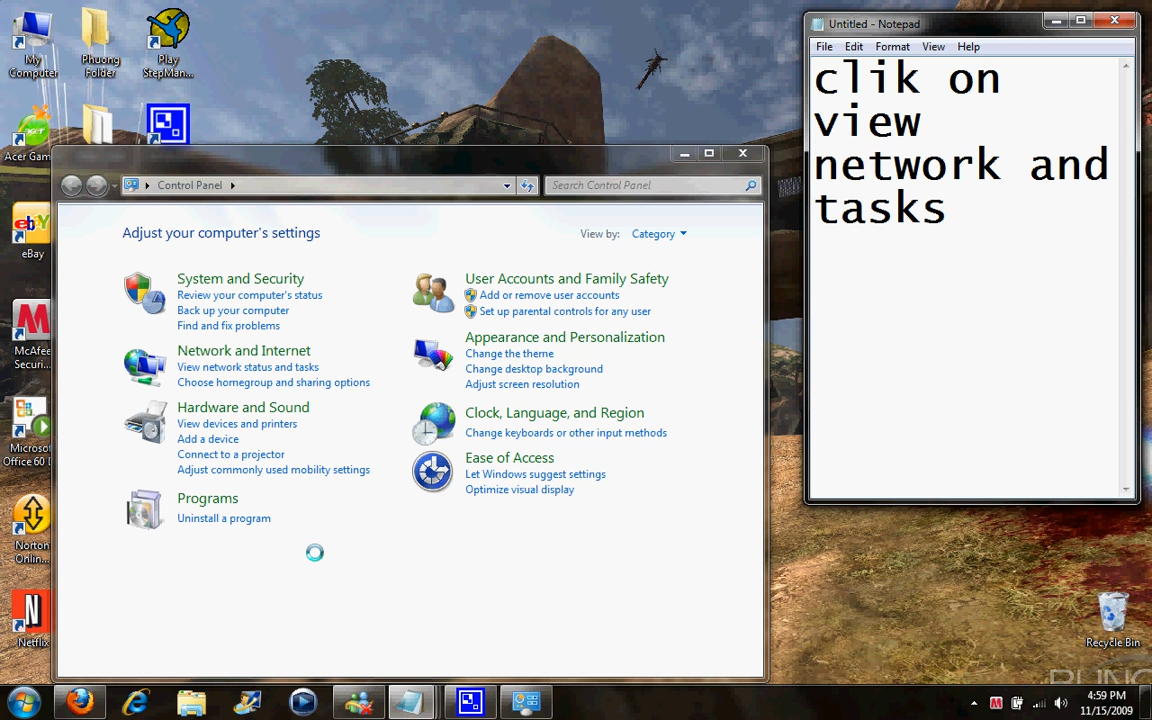 My
Computer
Phuong
Folder
Play
StepMan...
Acer Gam
ebY
eBay
McAfee
Securi...
Microso
Office 60 D
Norton
Onlin...
N
Netflix
Control Panel
Search Control Panel
Adjust your computer's settings
View by: Category
System and Security
Review your computer's status
Back up your computer
Find and fix problems
Network and Internet
View network status and tasks
Choose homegroup and sharing options
Hardware and Sound
View devices and printers
Add a device
Connect to a projector
Adjust commonly used mobility settings
Programs
Uninstall a program
User Accounts and Family Safety
Add or remove user accounts
Set up parental controls for any user
Appearance and Personalization
Change the theme
Change desktop background
Adjust screen resolution
Clock, Language, and Region
Change keyboards or other input methods
Ease of Access
Let Windows suggest settings
Optimize visual display
Untitled - Notepad
File Edit Format View Help
clik on
view
network and
tasks
Recycle Bin
4:59 PM
11/15/2009